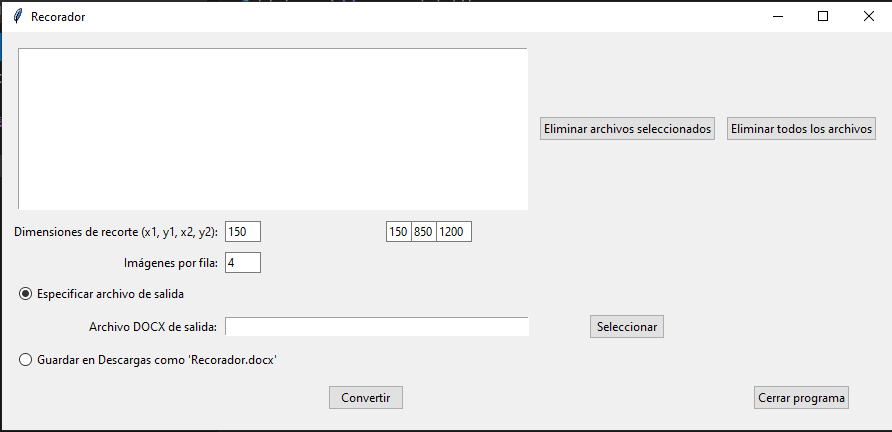 Recorador
Eliminar archivos seleccionados Eliminar todos los archivos
Dimensiones de recorte (x1, y1, x2, y2): 150 150 850 1200
Imágenes por fila: 4
Especificar archivo de salida
Archivo DOCX de salida: Seleccionar
Guardar en Descargas como 'Recorador.docx'
Convertir Cerrar programa